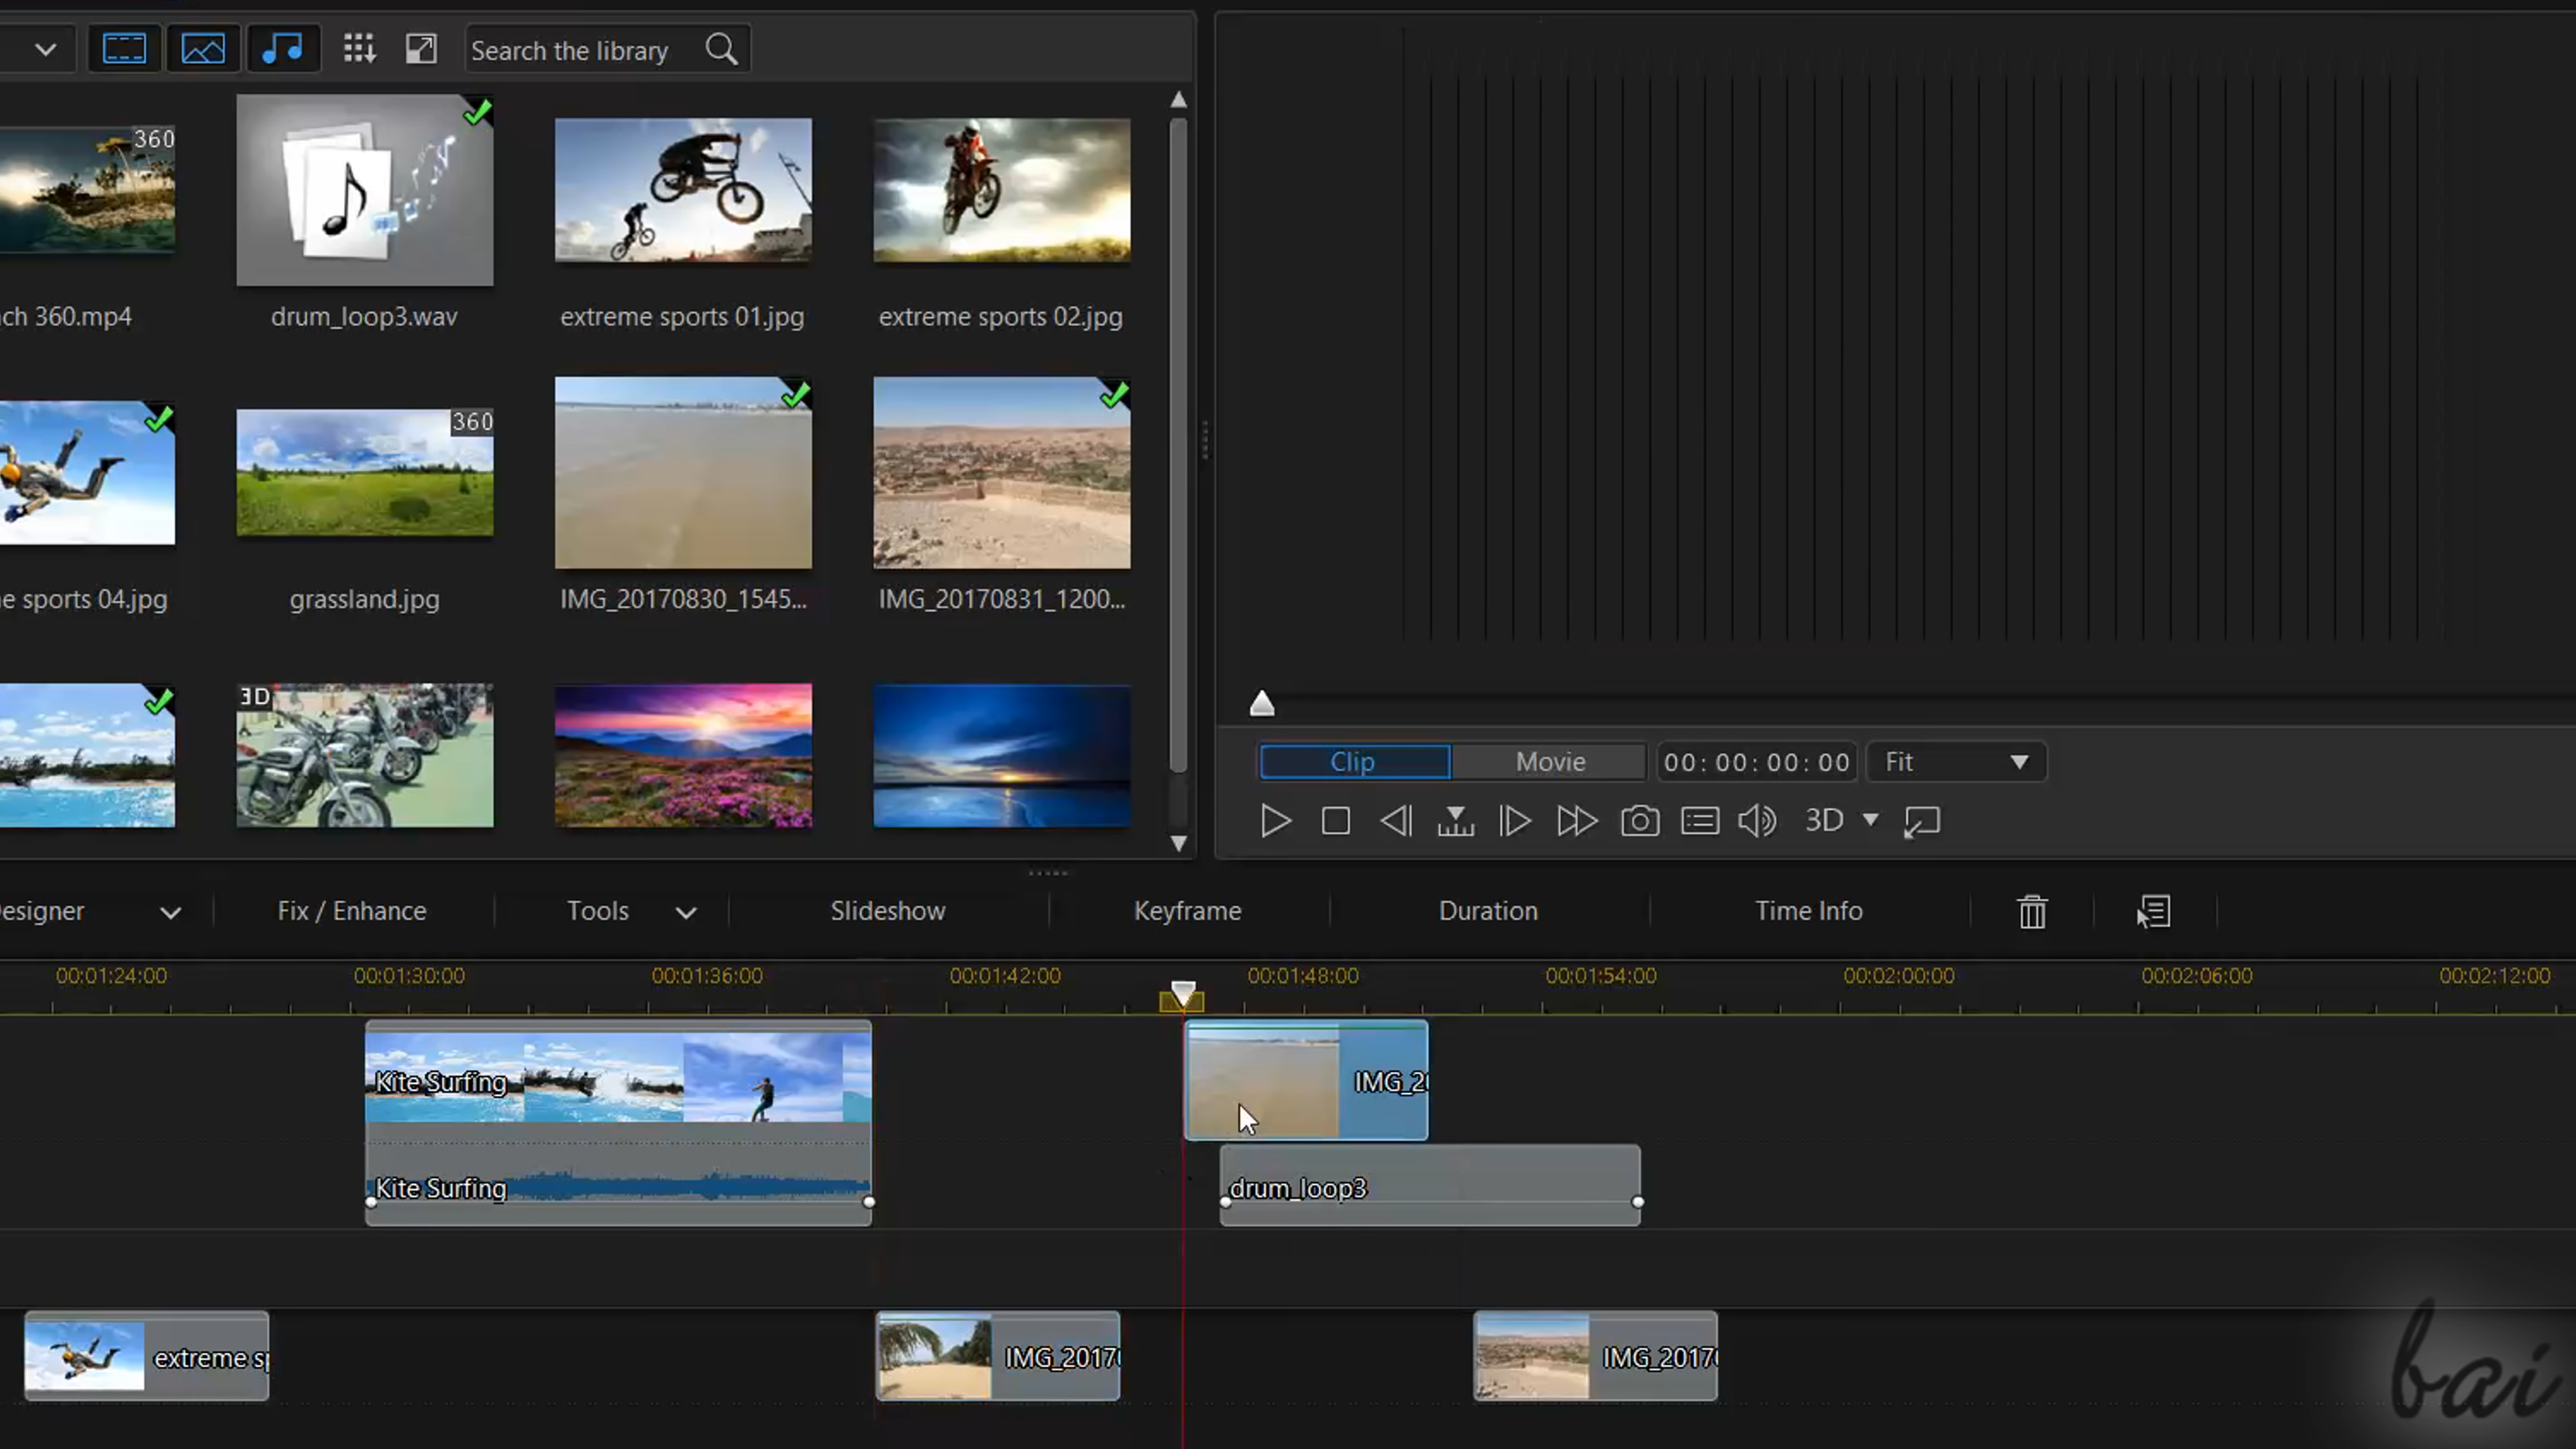 Search the library
360
ch 360.mp4
drum_loop3.wav
extreme sports 01.jpg
extreme sports 02.jpg
360
e sports 04.jpg
grassland.jpg
IMG_20170830_1545...
IMG_20170831_1200...
3D
Clip
Movie
00:00:00:00
Fit
3D
esigner
Fix / Enhance
Tools
Slideshow
Keyframe
Duration
Time Info
00:01:24:00
00:01:30:00
00:01:36:00
00:01:42:00
00:01:48:00
00:01:54:00
00:02:00:00
00:02:06:00
00:02:12:00
Kite Surfing
IMG_20
Kite Surfing
drum_loop3
extreme sp
IMG_2017
IMG_2017
bai